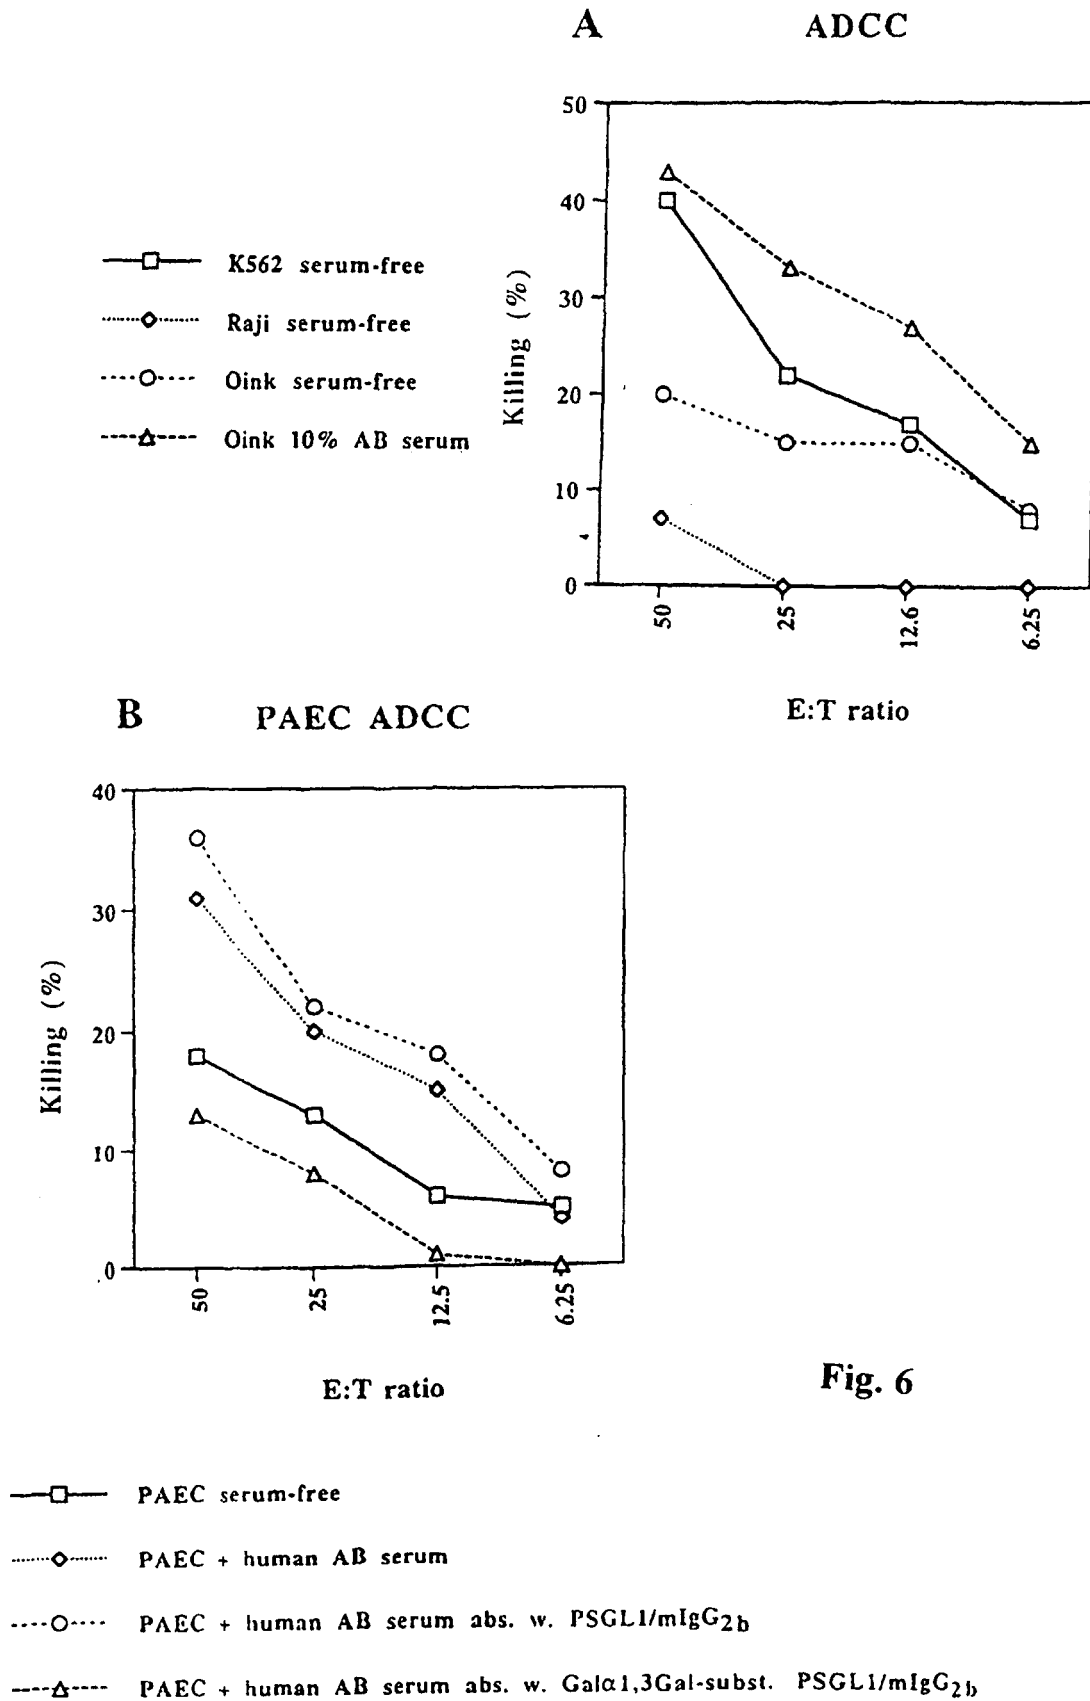 A ADCC
50
40
30
20
10
0
Killing (%)
50 25 12.6 6.25
E:T ratio
K562 serum-free
Raji serum-free
Oink serum-free
Oink 10% AB serum
B PAEC ADCC
40
30
20
10
0
Killing (%)
50 25 12.5 6.25
E:T ratio
Fig. 6
PAEC serum-free
PAEC + human AB serum
PAEC + human AB serum abs. w. PSGL1/mIgG2b
PAEC + human AB serum abs. w. Galα1,3Gal-subst. PSGL1/mIgG2b